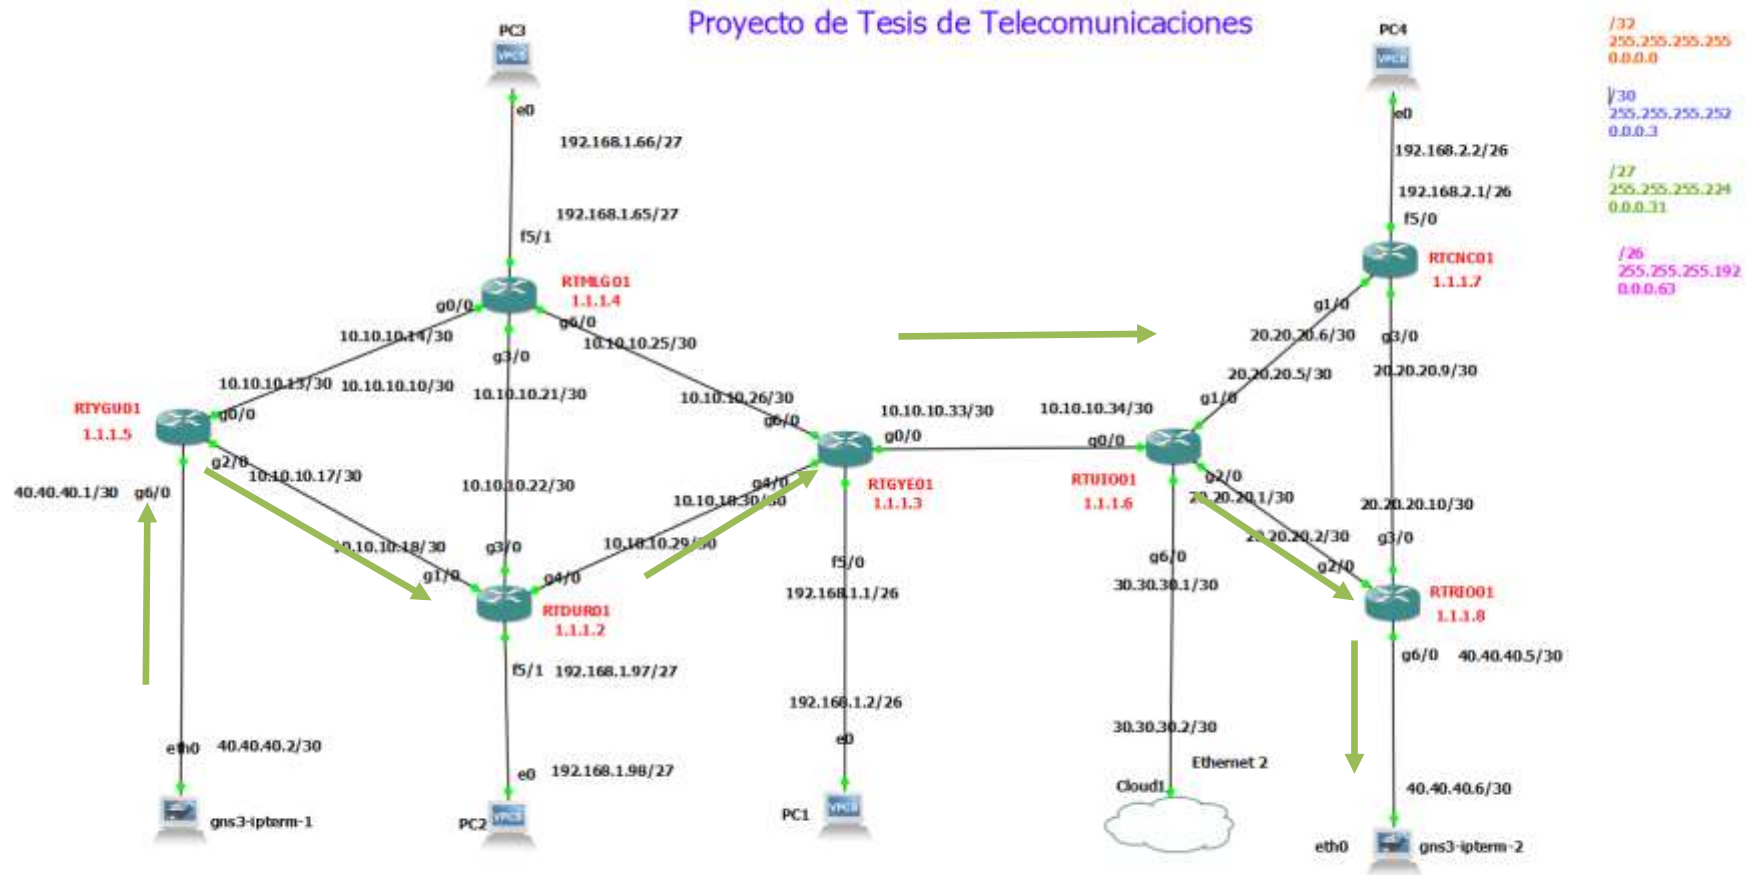 Proyecto de Tesis de Telecomunicaciones
PC3
PC4
/32
255.255.255.255
0.0.0.0
/30
255.255.255.252
0.0.0.3
/27
255.255.255.224
0.0.0.31
/26
255.255.255.192
0.0.0.63
e0
192.168.1.66/27
192.168.1.65/27
f5/1
RTMLG01
1.1.1.4
g0/0
g6/0
10.10.10.14/30
10.10.10.25/30
g3/0
10.10.10.13/30
10.10.10.10/30
10.10.10.21/30
RTYGU01
1.1.1.5
g0/0
g2/0
10.10.10.17/30
40.40.40.1/30
g6/0
10.10.10.22/30
10.10.10.18/30
g3/0
g1/0
g4/0
RTDUR01
1.1.1.2
f5/1
192.168.1.97/27
eth0
40.40.40.2/30
e0
192.168.1.98/27
gns3-ipterm-1
PC2
VPCS
10.10.10.26/30
g6/0
10.10.10.33/30
g0/0
g4/0
10.10.10.30/30
RTGYE01
1.1.1.3
10.10.10.29/30
f5/0
192.168.1.1/26
192.168.1.2/26
e0
PC1
VPCS
10.10.10.34/30
g0/0
RTUIO01
1.1.1.6
g1/0
g2/0
20.20.20.1/30
g6/0
30.30.30.1/30
30.30.30.2/30
Ethernet 2
Cloud1
e0
192.168.2.2/26
192.168.2.1/26
f5/0
RTCNC01
1.1.1.7
g1/0
20.20.20.6/30
g3/0
20.20.20.5/30
20.20.20.9/30
20.20.20.10/30
20.20.20.2/30
g3/0
g2/0
RTRIO01
1.1.1.8
g6/0
40.40.40.5/30
40.40.40.6/30
eth0
gns3-ipterm-2